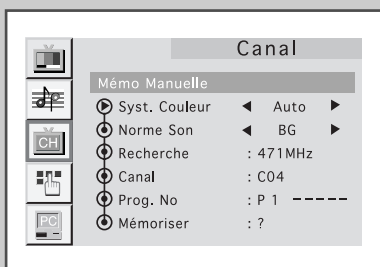 Canal
Mémo Manuelle
Syst. Couleur ◀ Auto ▶
Norme Son ◀ BG ▶
Recherche : 471MHz
CH
Canal : C04
Prog. No : P 1 -----
PC
Mémoriser : ?